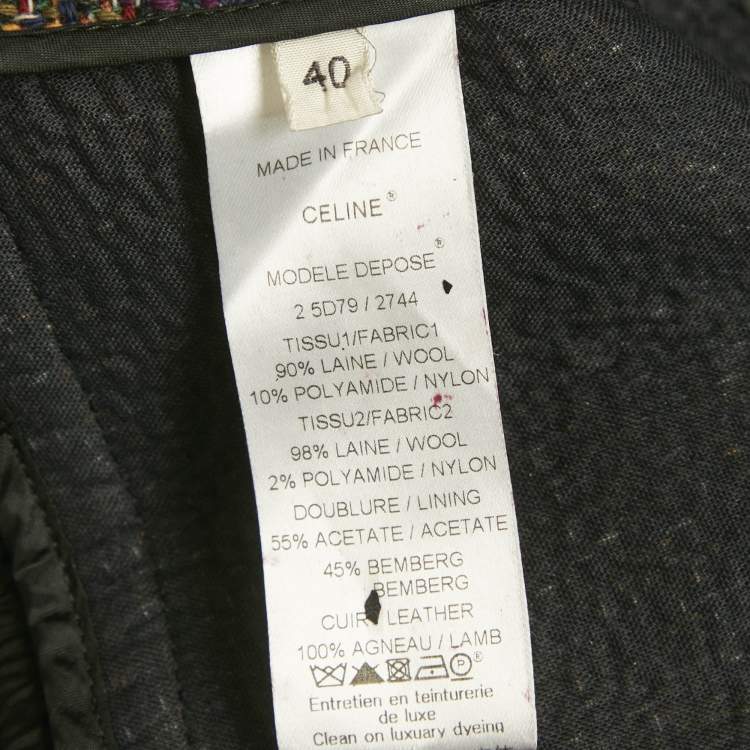 40
MADE IN FRANCE
CELINE®
MODELE DEPOSE®
2 5D79 / 2744
TISSU1/FABRIC1
90% LAINE / WOOL
10% POLYAMIDE / NYLON
TISSU2/FABRIC2
98% LAINE / WOOL
2% POLYAMIDE / NYLON
DOUBLURE / LINING
55% ACETATE / ACETATE
45% BEMBERG
BEMBERG
CUIR / LEATHER
100% AGNEAU / LAMB
P®
Entretien en teinturerie
de luxe
Clean on luxuary dyeing